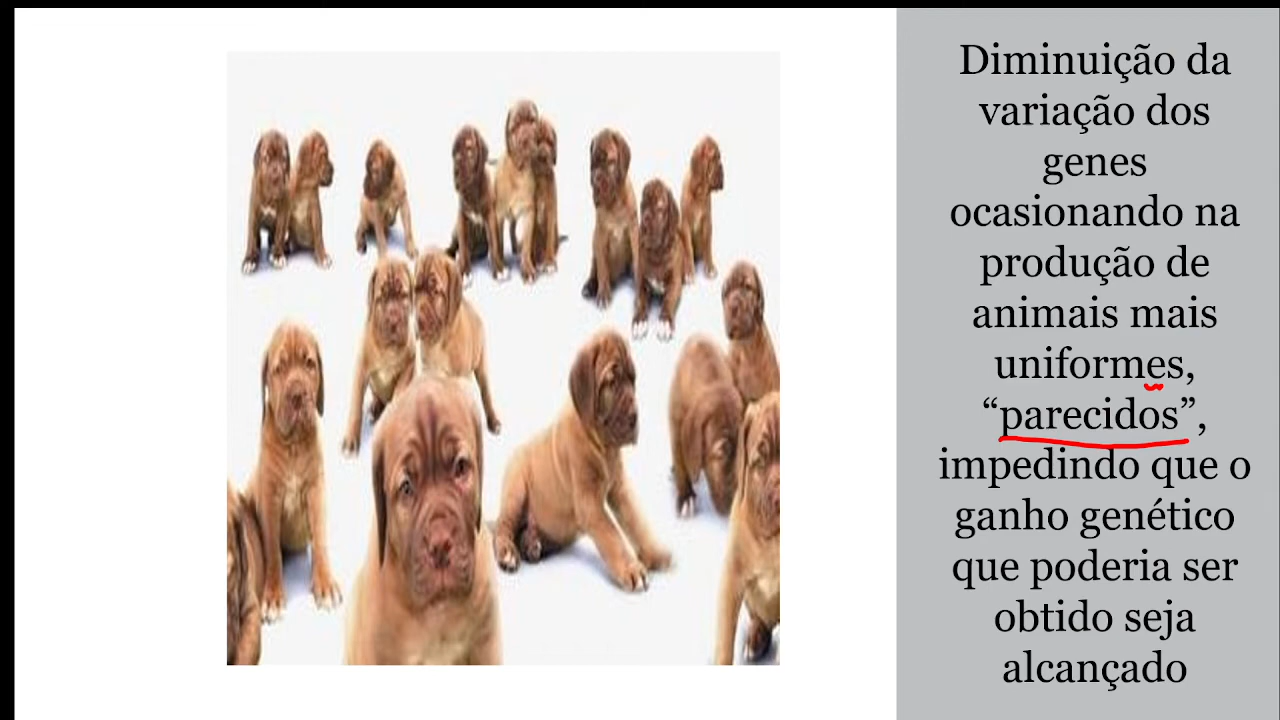 Diminuição da
variação dos
genes
ocasionando na
produção de
animais mais
uniformes,
“parecidos”,
impedindo que o
ganho genético
que poderia ser
obtido seja
alcançado